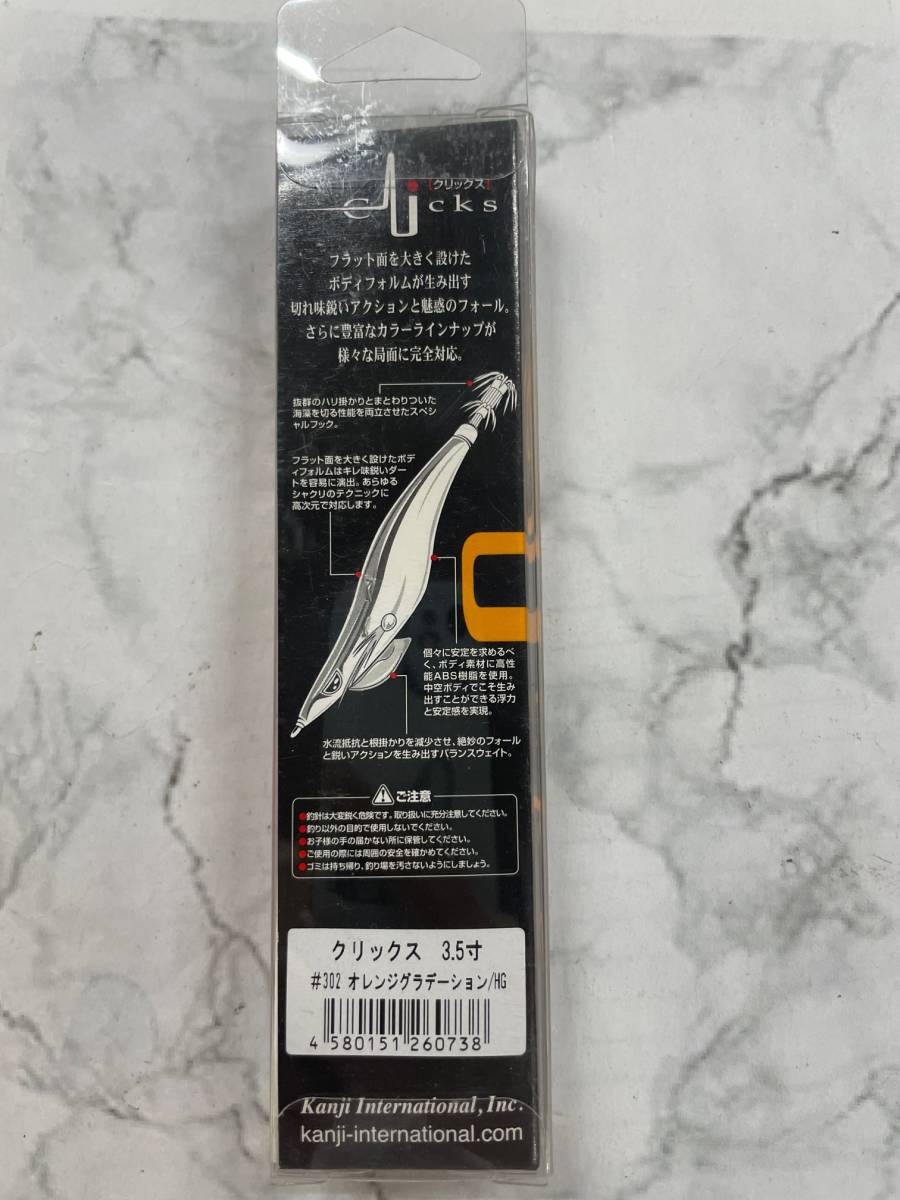 [クリックス]
Clicks
フラット面を大きく設けた
ボディフォルムが生み出す
切れ味鋭いアクションと魅惑のフォール。
さらに豊富なカラーラインナップが
様々な局面に完全対応。
抜群のハリ掛かりとまとわりついた
海藻を切る性能を両立させたスペシ
ャルフック。
フラット面を大きく設けたボデ
ィフォルムはキレ味鋭いダー
トを容易に演出。あらゆる
シャクリのテクニックに
高次元で対応します。
個々に安定を求めるべ
く、ボディ素材に高性
能ABS樹脂を使用。
中空ボディでこそ生み
出すことができる浮力
と安定感を実現。
水流抵抗と根掛かりを減少させ、絶妙のフォール
と鋭いアクションを生み出すバランスウェイト。
ご注意
●釣針は大変鋭く危険です。取り扱いに充分注意してください。
●釣り以外の目的で使用しないでください。
●お子様の手の届かない所に保管してください。
●ご使用の際には周囲の安全を確かめてください。
●ゴミは持ち帰り、釣り場を汚さないようにしましょう。
クリックス 3.5寸
#302 オレンジグラデーション/HG
4 580151 260738
Kanji International, Inc.
kanji-international.com